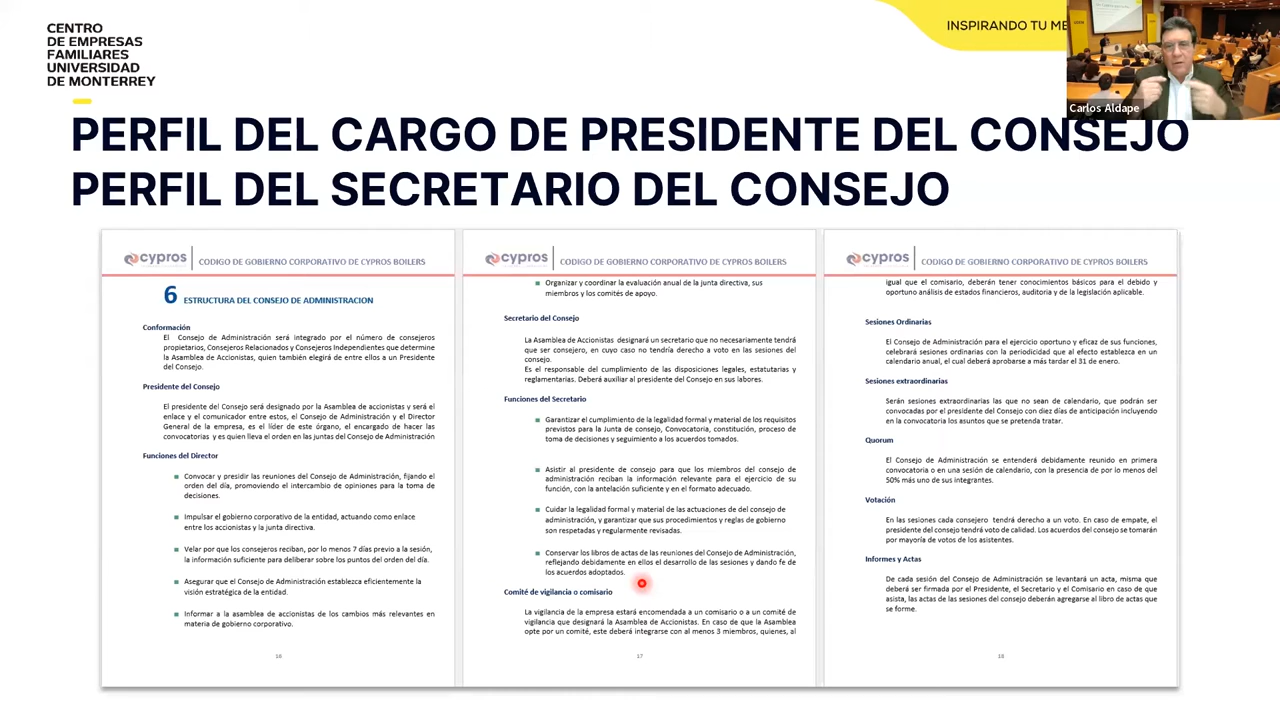 CENTRO
DE EMPRESAS
FAMILIARES
UNIVERSIDAD
DE MONTERREY
INSPIRANDO TU ME
Carlos Aldape
PERFIL DEL CARGO DE PRESIDENTE DEL CONSEJO
PERFIL DEL SECRETARIO DEL CONSEJO
cypros
CODIGO DE GOBIERNO CORPORATIVO DE CYPROS BOILERS
6 ESTRUCTURA DEL CONSEJO DE ADMINISTRACION
Conformación
El Consejo de Administración será integrado por el número de consejeros
propietarios, Consejeros Relacionados y Consejeros Independientes que determine
la Asamblea de Accionistas, quien también elegirá de entre ellos a un Presidente
del Consejo.
Presidente del Consejo
El presidente del Consejo será designado por la Asamblea de accionistas y será el
enlace y el comunicador entre estos, el Consejo de Administración y el Director
General de la empresa, es el líder de este órgano, el encargado de hacer las
convocatorias y es quien lleva el orden en las juntas del Consejo de Administración
Funciones del Director
Convocar y presidir las reuniones del Consejo de Administración, fijando el
orden del día, promoviendo el intercambio de opiniones para la toma de
decisiones.
Impulsar el gobierno corporativo de la entidad, actuando como enlace
entre los accionistas y la junta directiva.
Velar por que los consejeros reciban, por lo menos 7 días previo a la sesión,
la información suficiente para deliberar sobre los puntos del orden del día.
Asegurar que el Consejo de Administración establezca eficientemente la
visión estratégica de la entidad.
Informar a la asamblea de accionistas de los cambios más relevantes en
materia de gobierno corporativo.
16
cypros
CODIGO DE GOBIERNO CORPORATIVO DE CYPROS BOILERS
Organizar y coordinar la evaluación anual de la junta directiva, sus
miembros y los comités de apoyo.
Secretario del Consejo
La Asamblea de Accionistas designará un secretario que no necesariamente tendrá
que ser consejero, en cuyo caso no tendría derecho a voto en las sesiones del
consejo.
Es el responsable del cumplimiento de las disposiciones legales, estatutarias y
reglamentarias. Deberá auxiliar al presidente del Consejo en sus labores.
Funciones del Secretario
Garantizar el cumplimiento de la legalidad formal y material de los requisitos
previstos para la Junta de consejo, Convocatoria, constitución, proceso de
toma de decisiones y seguimiento a los acuerdos tomados.
Asistir al presidente de consejo para que los miembros del consejo de
administración reciban la información relevante para el ejercicio de su
función, con la antelación suficiente y en el formato adecuado.
Cuidar la legalidad formal y material de las actuaciones de del consejo de
administración, y garantizar que sus procedimientos y reglas de gobierno
son respetadas y regularmente revisadas.
Conservar los libros de actas de las reuniones del Consejo de Administración,
reflejando debidamente en ellos el desarrollo de las sesiones y dando fe de
los acuerdos adoptados.
Comité de vigilancia o comisario
La vigilancia de la empresa estará encomendada a un comisario o a un comité de
vigilancia que designará la Asamblea de Accionistas. En caso de que la Asamblea
opte por un comité, este deberá integrarse con al menos 3 miembros, quienes, al
17
cypros
CODIGO DE GOBIERNO CORPORATIVO DE CYPROS BOILERS
igual que el comisario, deberán tener conocimientos básicos para el debido y
oportuno análisis de estados financieros, auditoria y de la legislación aplicable.
Sesiones Ordinarias
El Consejo de Administración para el ejercicio oportuno y eficaz de sus funciones,
celebrará sesiones ordinarias con la periodicidad que al efecto establezca en un
calendario anual, el cual deberá aprobarse a más tardar el 31 de enero.
Sesiones extraordinarias
Serán sesiones extraordinarias las que no sean de calendario, que podrán ser
convocadas por el presidente del Consejo con diez días de anticipación incluyendo
en la convocatoria los asuntos que se pretenda tratar.
Quorum
El Consejo de Administración se entenderá debidamente reunido en primera
convocatoria o en una sesión de calendario, con la presencia de por lo menos del
50% más uno de sus integrantes.
Votación
En las sesiones cada consejero tendrá derecho a un voto. En caso de empate, el
presidente del consejo tendrá voto de calidad. Los acuerdos del consejo se tomarán
por mayoría de votos de los asistentes.
Informes y Actas
De cada sesión del Consejo de Administración se levantará un acta, misma que
deberá ser firmada por el Presidente, el Secretario y el Comisario en caso de que
asista, las actas de las sesiones del consejo deberán agregarse al libro de actas que
se forme.
18